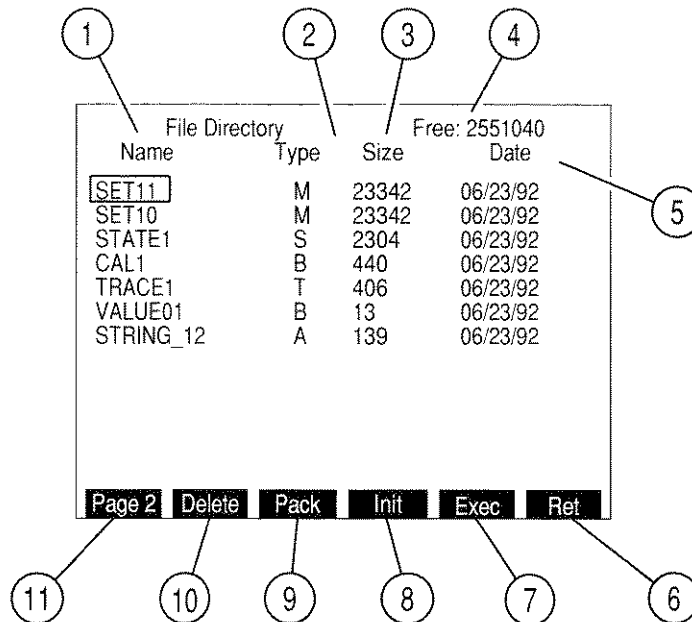 1 2 3 4
File Directory Free: 2551040
Name Type Size Date
5
SET11 M 23342 06/23/92
SET10 M 23342 06/23/92
STATE1 S 2304 06/23/92
CAL1 B 440 06/23/92
TRACE1 T 406 06/23/92
VALUE01 B 13 06/23/92
STRING_12 A 139 06/23/92
Page 2 Delete Pack Init Exec Ret
11 10 9 8 7 6